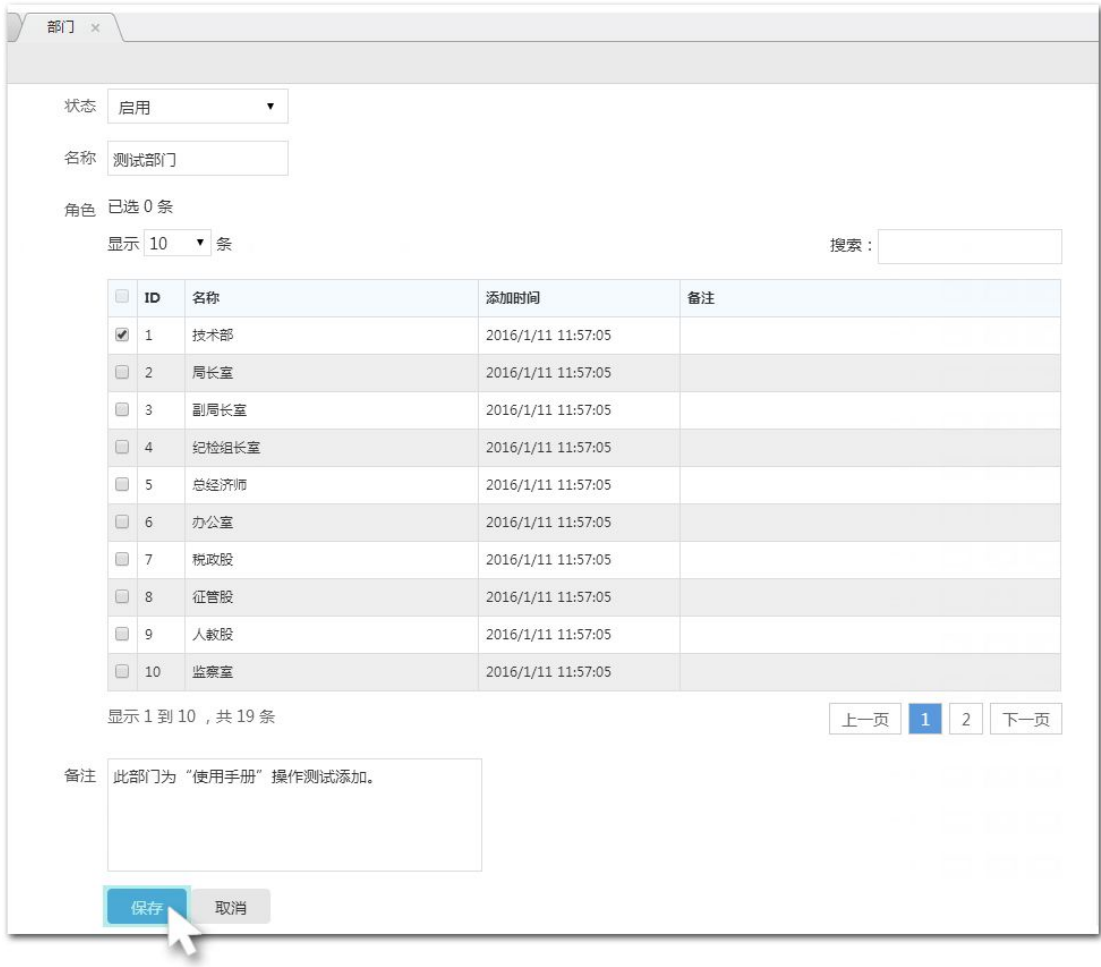 部门 ×
状态 启用
名称 测试部门
角色 已选 0 条
显示 10 条 搜索：
ID 名称 添加时间 备注
1 技术部 2016/1/11 11:57:05
2 局长室 2016/1/11 11:57:05
3 副局长室 2016/1/11 11:57:05
4 纪检组长室 2016/1/11 11:57:05
5 总经济师 2016/1/11 11:57:05
6 办公室 2016/1/11 11:57:05
7 税政股 2016/1/11 11:57:05
8 征管股 2016/1/11 11:57:05
9 人教股 2016/1/11 11:57:05
10 监察室 2016/1/11 11:57:05
显示 1 到 10 ，共 19 条 上一页 1 2 下一页
备注 此部门为“使用手册”操作测试添加。
保存 取消